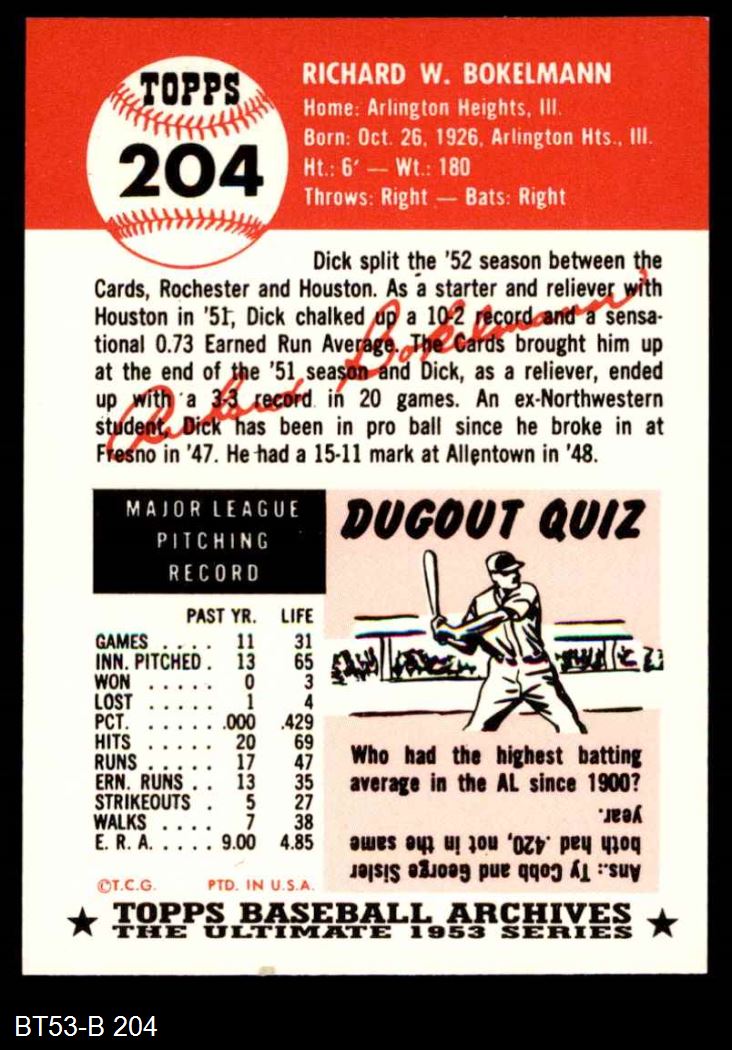 TOPPS
204
RICHARD W. BOKELMANN
Home: Arlington Heights, Ill.
Born: Oct. 26, 1926, Arlington Hts., Ill.
Ht.: 6' — Wt.: 180
Throws: Right — Bats: Right
Dick split the '52 season between the
Cards, Rochester and Houston. As a starter and reliever with
Houston in '51, Dick chalked up a 10-2 record and a sensa-
tional 0.73 Earned Run Average. The Cards brought him up
at the end of the '51 season and Dick, as a reliever, ended
up with a 3-3 record in 20 games. An ex-Northwestern
student, Dick has been in pro ball since he broke in at
Fresno in '47. He had a 15-11 mark at Allentown in '48.
Richard Bokelmann
MAJOR LEAGUE
PITCHING
RECORD
PAST YR. LIFE
GAMES . . . . 11 31
INN. PITCHED . 13 65
WON . . . . . 0 3
LOST . . . . . 1 4
PCT. . . . . . .000 .429
HITS . . . . . 20 69
RUNS . . . . . 17 47
ERN. RUNS . . 13 35
STRIKEOUTS . 5 27
WALKS . . . . 7 38
E. R. A. . . . . 9.00 4.85
©T.C.G. PTD. IN U.S.A.
DUGOUT QUIZ
Who had the highest batting
average in the AL since 1900?
Ans.: Ty Cobb and George Sisler
both hed .420, not in the same
year.
TOPPS BASEBALL ARCHIVES
THE ULTIMATE 1953 SERIES
BT53-B 204